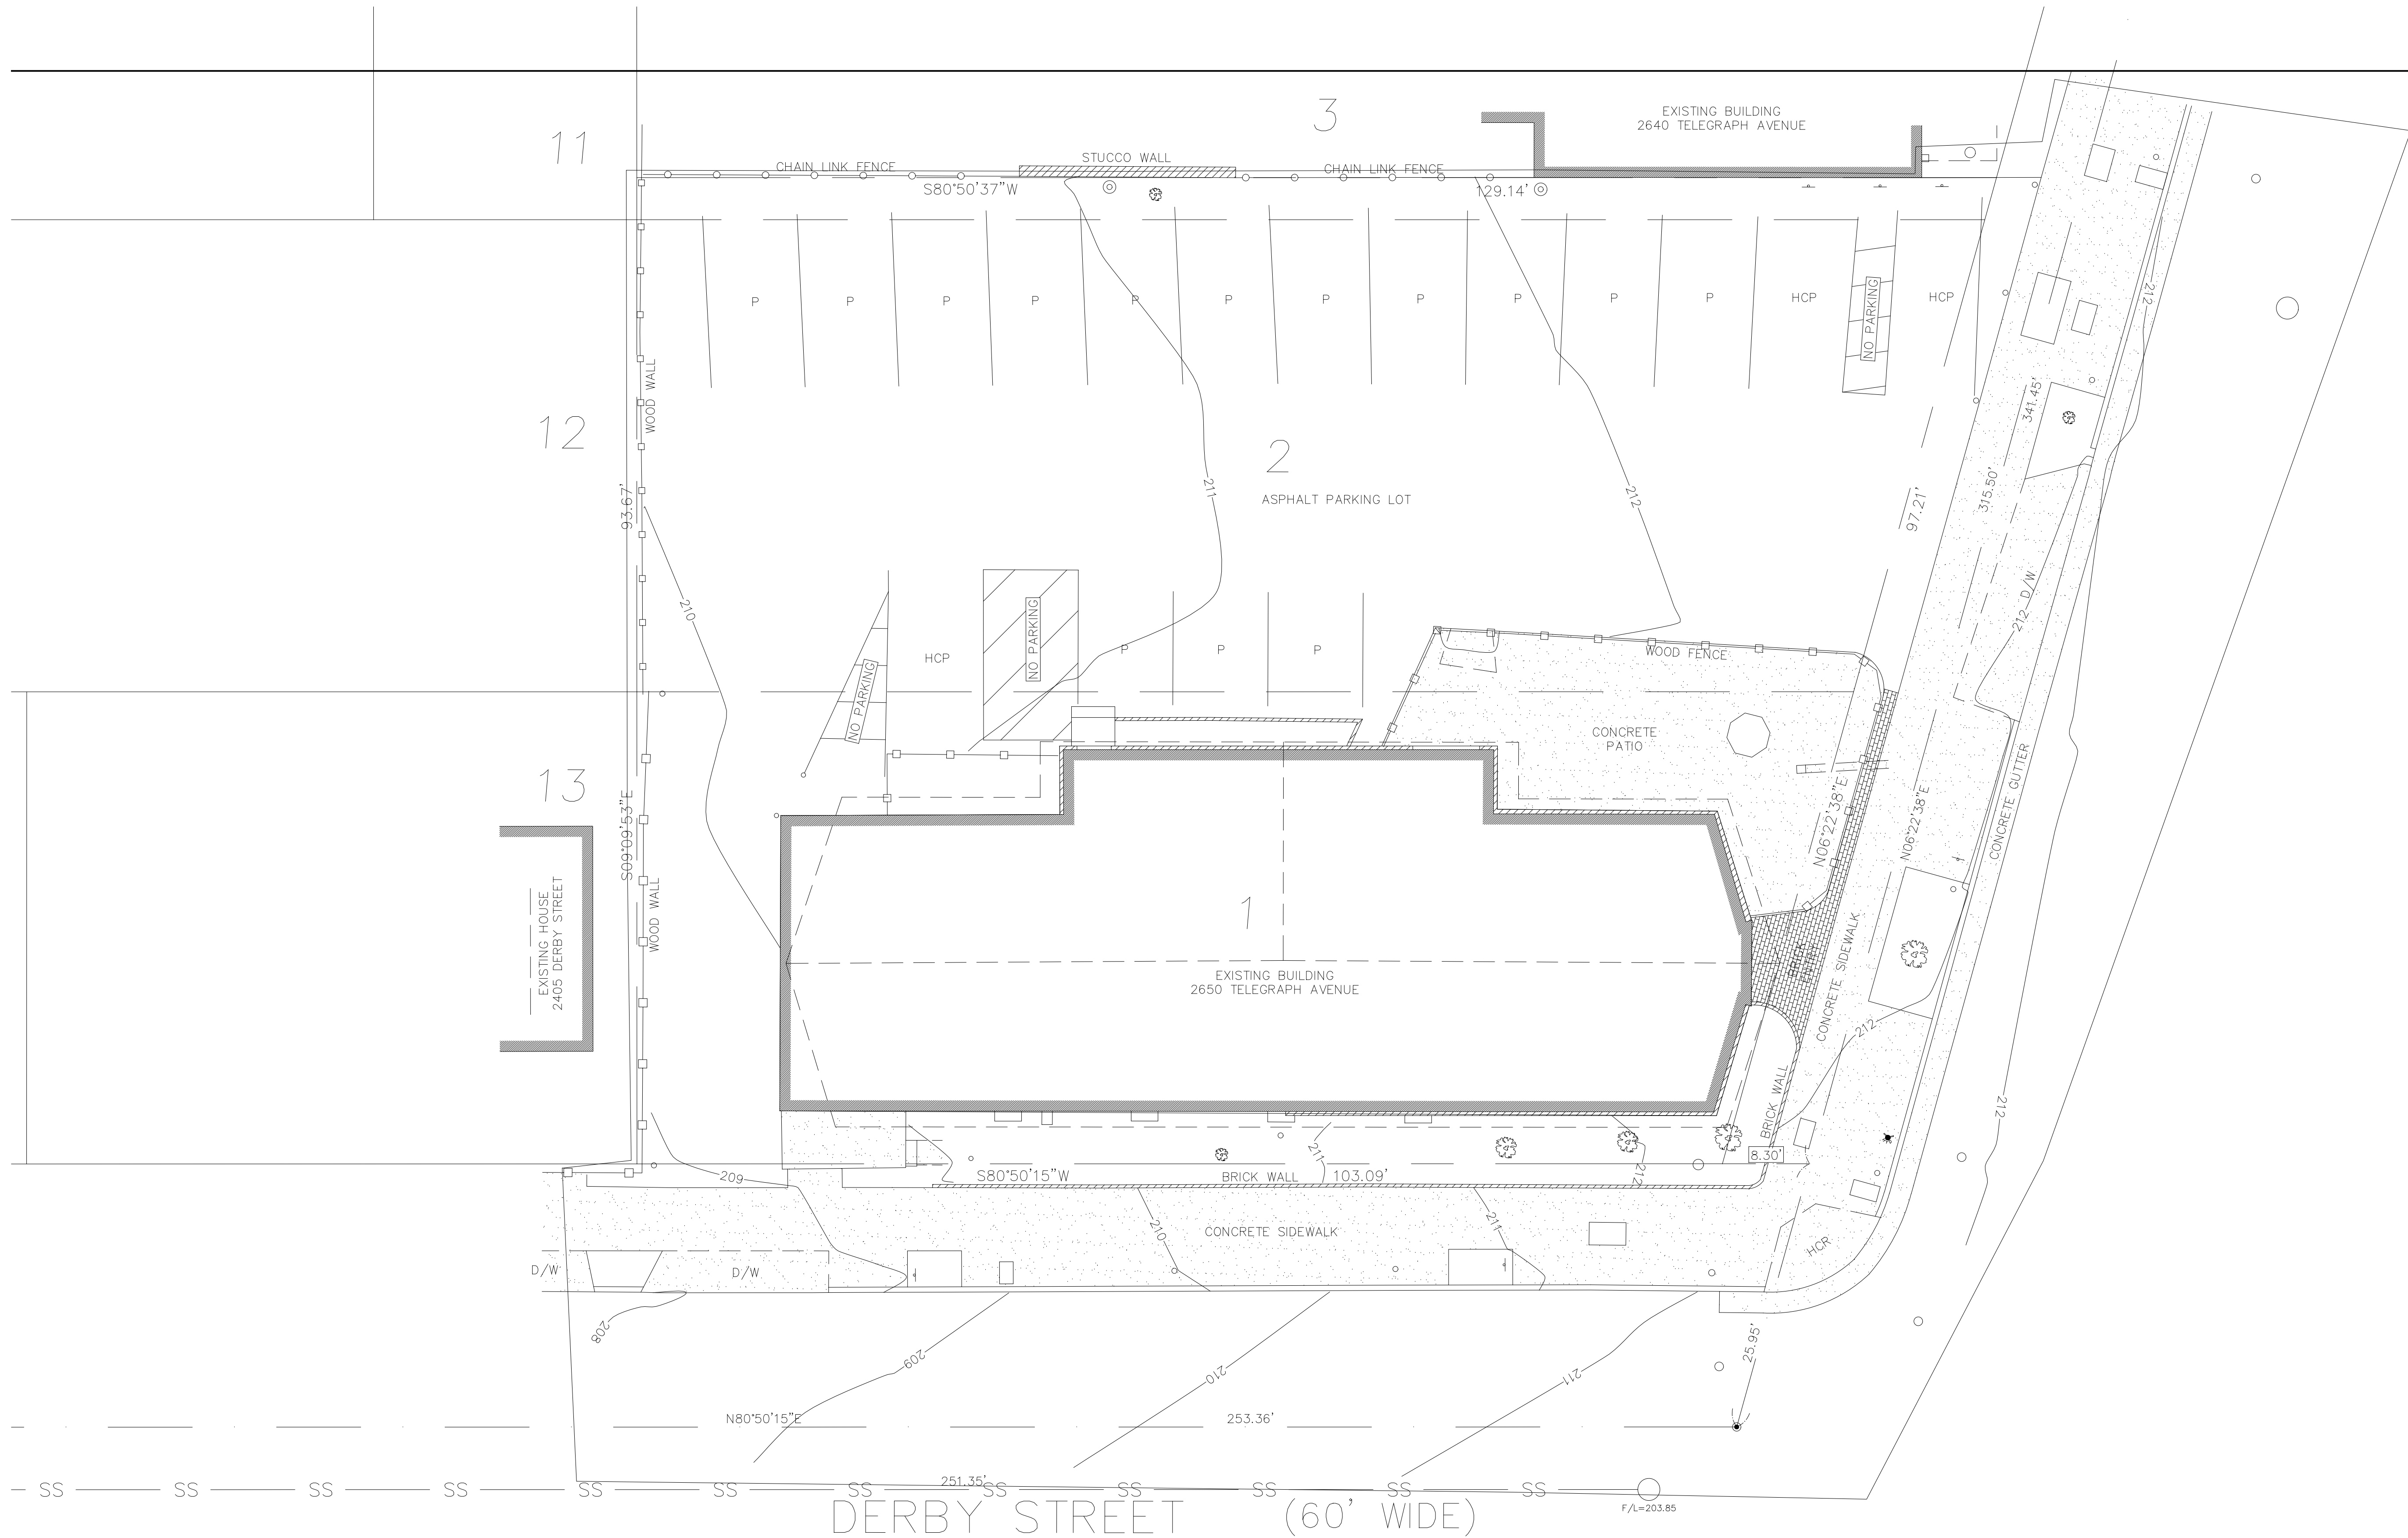 11
3
EXISTING BUILDING
2640 TELEGRAPH AVENUE
CHAIN LINK FENCE
STUCCO WALL
CHAIN LINK FENCE
S80°50'37"W
129.14'
P
P
P
P
P
P
P
P
P
P
P
HCP
NO PARKING
HCP
212
WOOD WALL
341.45'
12
2
315.50'
93.67'
211
ASPHALT PARKING LOT
212
97.21'
210
HCP
NO PARKING
NO PARKING
P
P
P
WOOD FENCE
212
D/W
CONCRETE
PATIO
13
S09°09'53"E
N06°22'38"E
N06°22'38"E
CONCRETE GUTTER
EXISTING HOUSE
2405 DERBY STREET
WOOD WALL
1
EXISTING BUILDING
2650 TELEGRAPH AVENUE
CONCRETE SIDEWALK
212
212
BRICK WALL
8.30'
209
S80°50'15"W
BRICK WALL
103.09'
211
212
210
CONCRETE SIDEWALK
211
HCR
D/W
D/W
208
209
210
211
25.95'
N80°50'15"E
253.36'
251.35'
SS SS SS SS SS SS SS SS SS SS SS SS
F/L=203.85
DERBY STREET (60' WIDE)